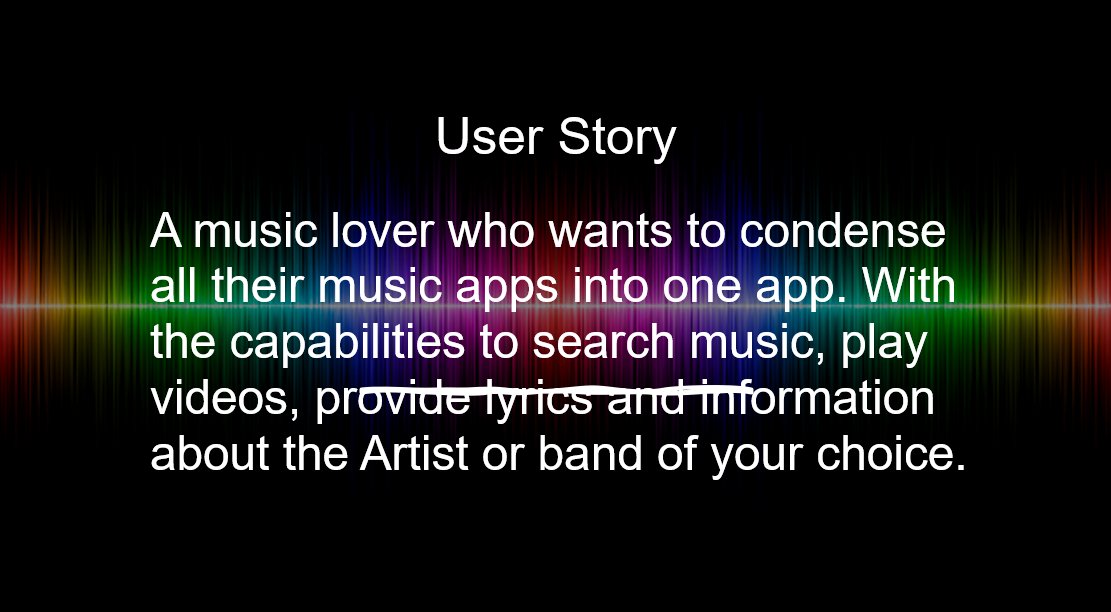 User Story
A music lover who wants to condense
all their music apps into one app. With
the capabilities to search music, play
videos, provide lyrics and information
about the Artist or band of your choice.